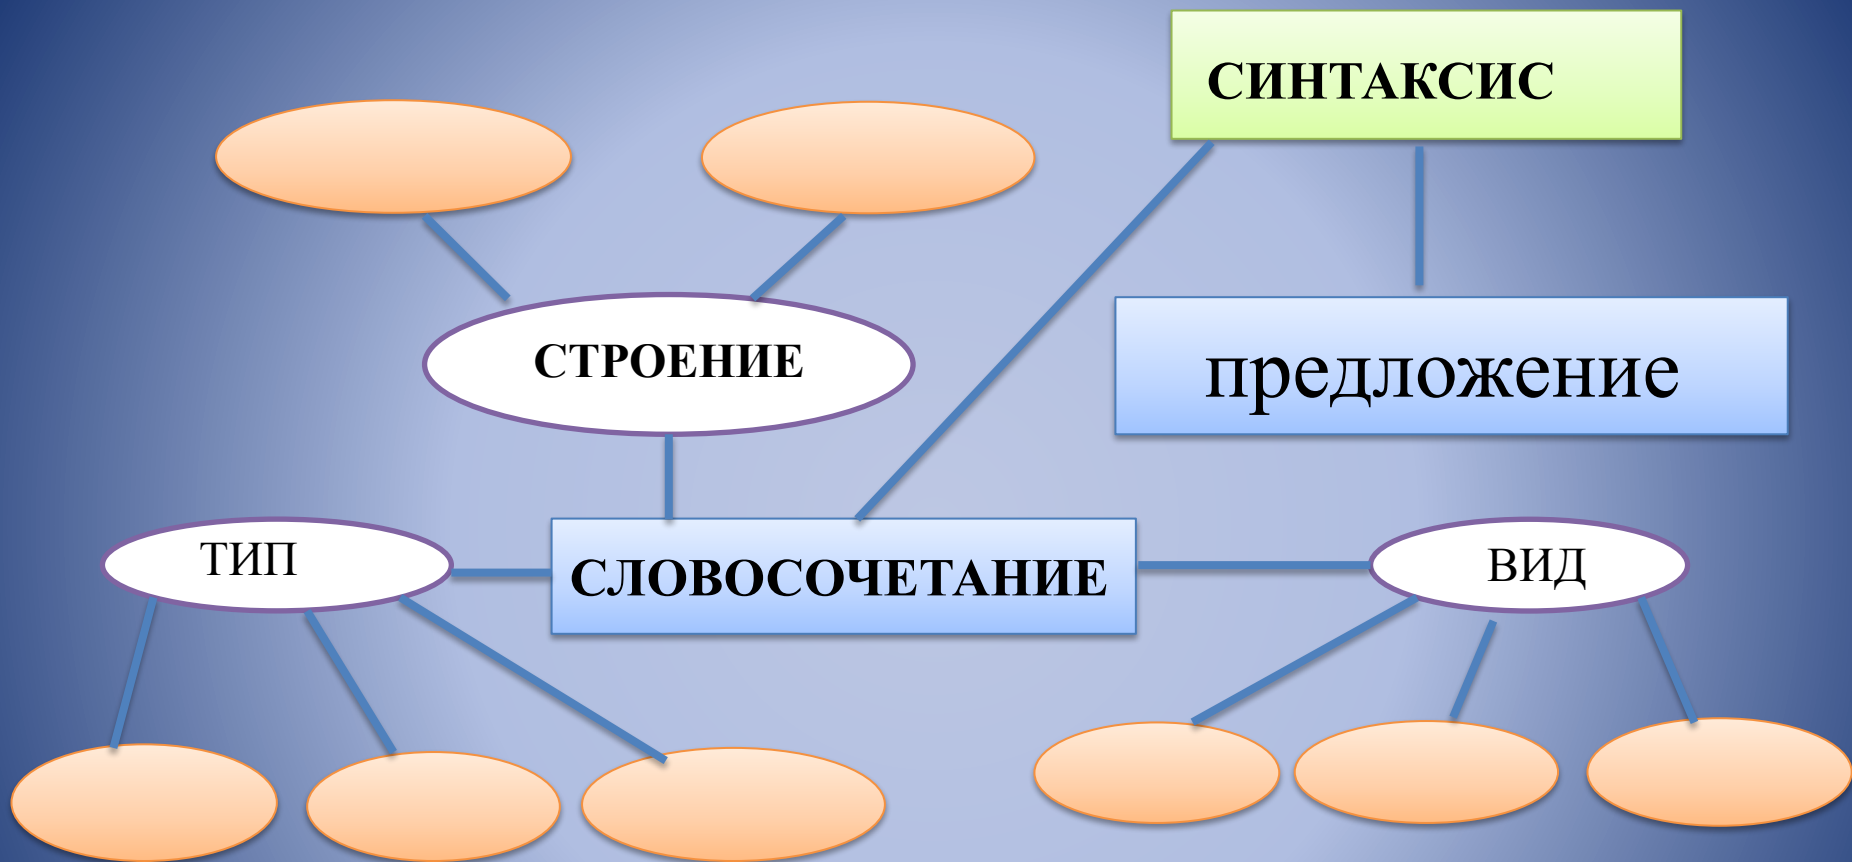 СИНТАКСИС
СТРОЕНИЕ
предложение
ТИП
СЛОВОСОЧЕТАНИЕ
ВИД